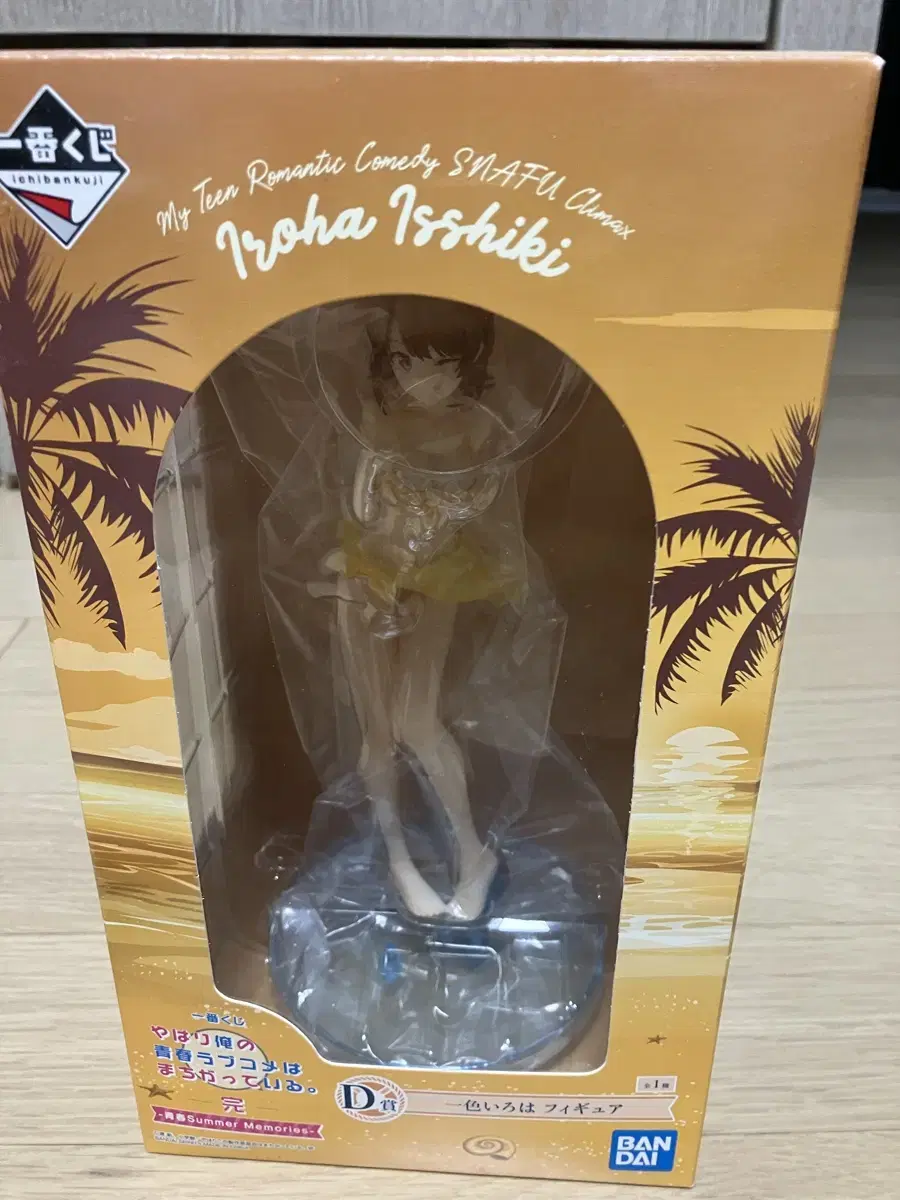 一番くじ
ichibankuji
My Teen Romantic Comedy SNAFU Climax
Iroha Isshiki
一番くじ
やはり俺の
青春ラブコメは
まちがっている。
完
-青春Summer Memories-
D賞
一色いろは フィギュア
全1種
BAN
DAI